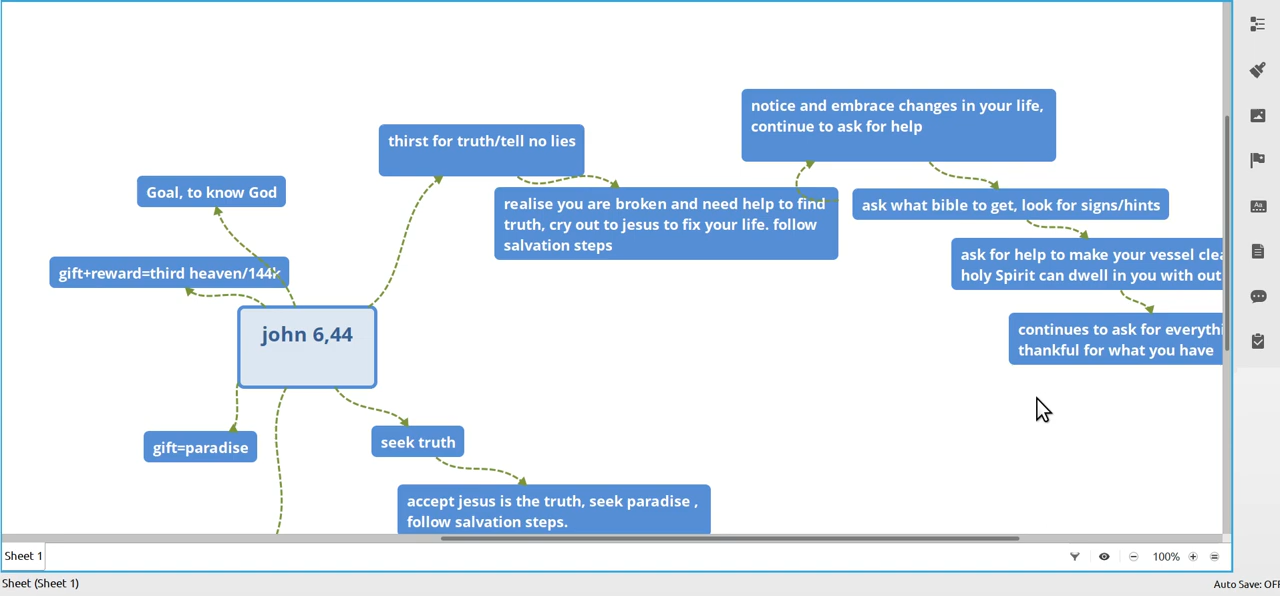 notice and embrace changes in your life,
continue to ask for help
thirst for truth/tell no lies
Goal, to know God
realise you are broken and need help to find
truth, cry out to jesus to fix your life. follow
salvation steps
ask what bible to get, look for signs/hints
gift+reward=third heaven/144k
ask for help to make your vessel clea
holy Spirit can dwell in you with out
john 6,44
continues to ask for everythi
thankful for what you have
gift=paradise
seek truth
accept jesus is the truth, seek paradise ,
follow salvation steps.
Sheet 1
100%
Sheet (Sheet 1)
Auto Save: OFF
Aa